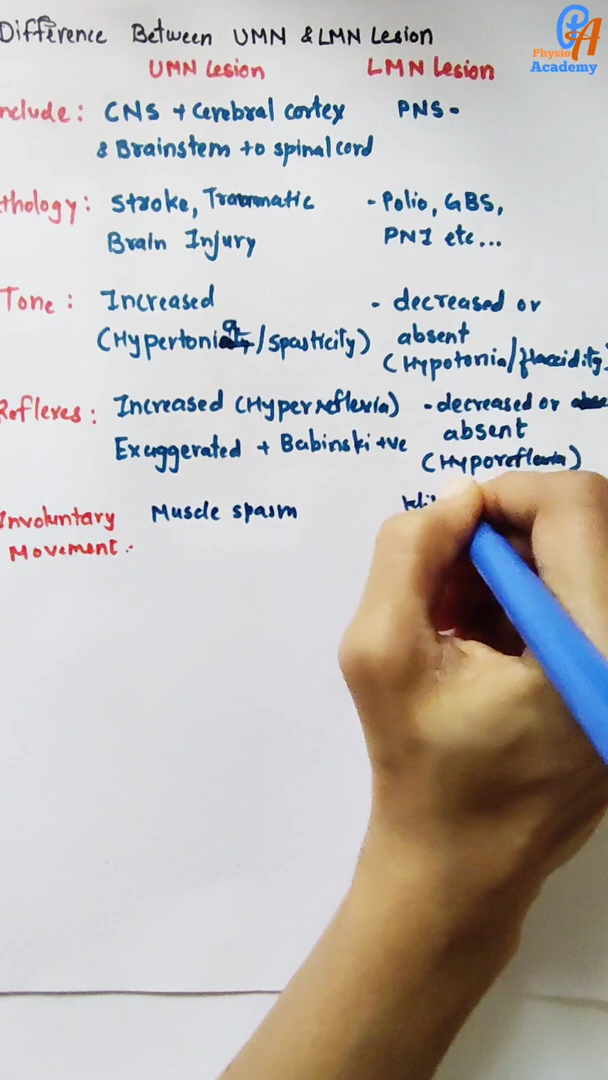 Difference Between UMN & LMN Lesion
Physio
Academy
UMN Lesion LMN Lesion
nclude: CNS + Cerebral cortex PNS -
& Brainstem to spinal cord
thology: Stroke, Traumatic - Polio, GBS,
Brain Injury PNI etc...
Tone: Increased - decreased or
(Hypertonia/spasticity) absent
(Hypotonia/flaccidity)
Reflexes: Increased (Hyperreflexia) - decreased or
Exaggerated + Babinski +ve absent
(Hyporeflexia)
Involuntary Muscle spasm
Movement:-